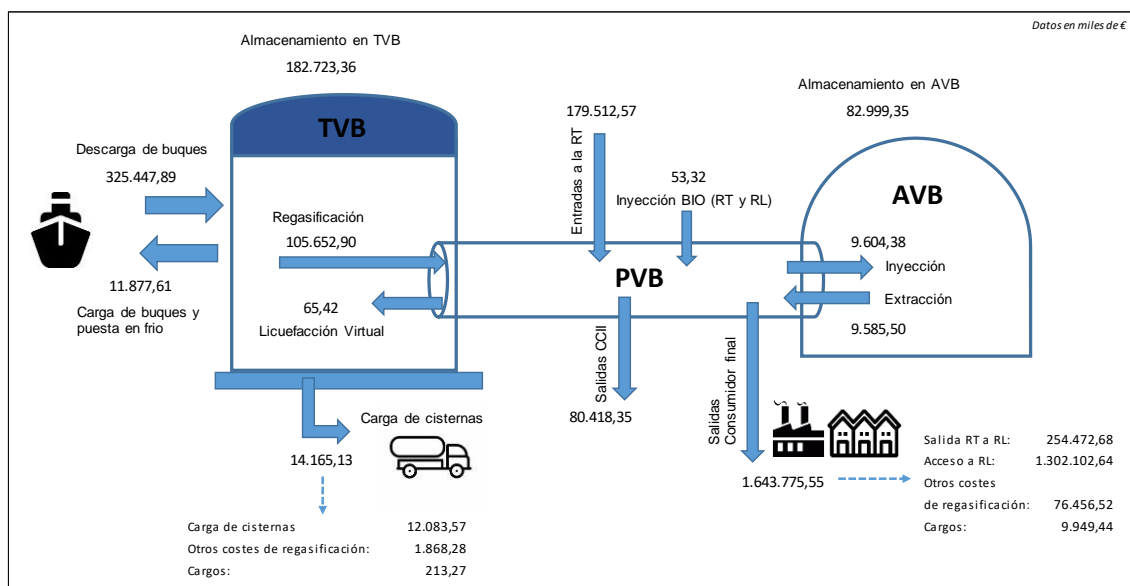 Datos en miles de €
Almacenamiento en TVB
182.723,36
Almacenamiento en AVB
82.999,35
TVB
179.512,57
Descarga de buques
325.447,89
Entradas a la RT
53,32
Inyección BIO (RT y RL)
AVB
Regasificación
105.652,90
9.604,38
Inyección
PVB
11.877,61
Carga de buques y
puesta en frio
65,42
Licuefacción Virtual
Extracción
9.585,50
Salidas CCII
80.418,35
Salidas
Consumidor final
1.643.775,55
Carga de cisternas
14.165,13
Salida RT a RL: 254.472,68
Acceso a RL: 1.302.102,64
Otros costes
de regasificación: 76.456,52
Cargos: 9.949,44
Carga de cisternas 12.083,57
Otros costes de regasificación: 1.868,28
Cargos: 213,27